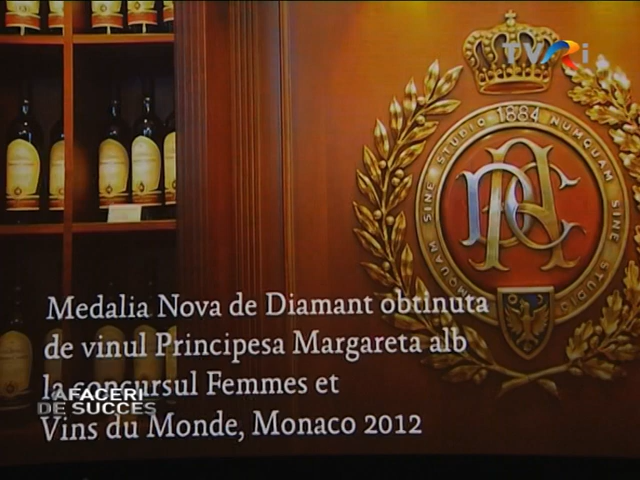 TVRi
1884
SINE STUDIO NUMQUAM SINE STUDIO NUMQUAM
Medalia Nova de Diamant obtinuta
de vinul Principesa Margareta alb
la concursul Femmes et
Vins du Monde, Monaco 2012
AFACERI
DE SUCCES